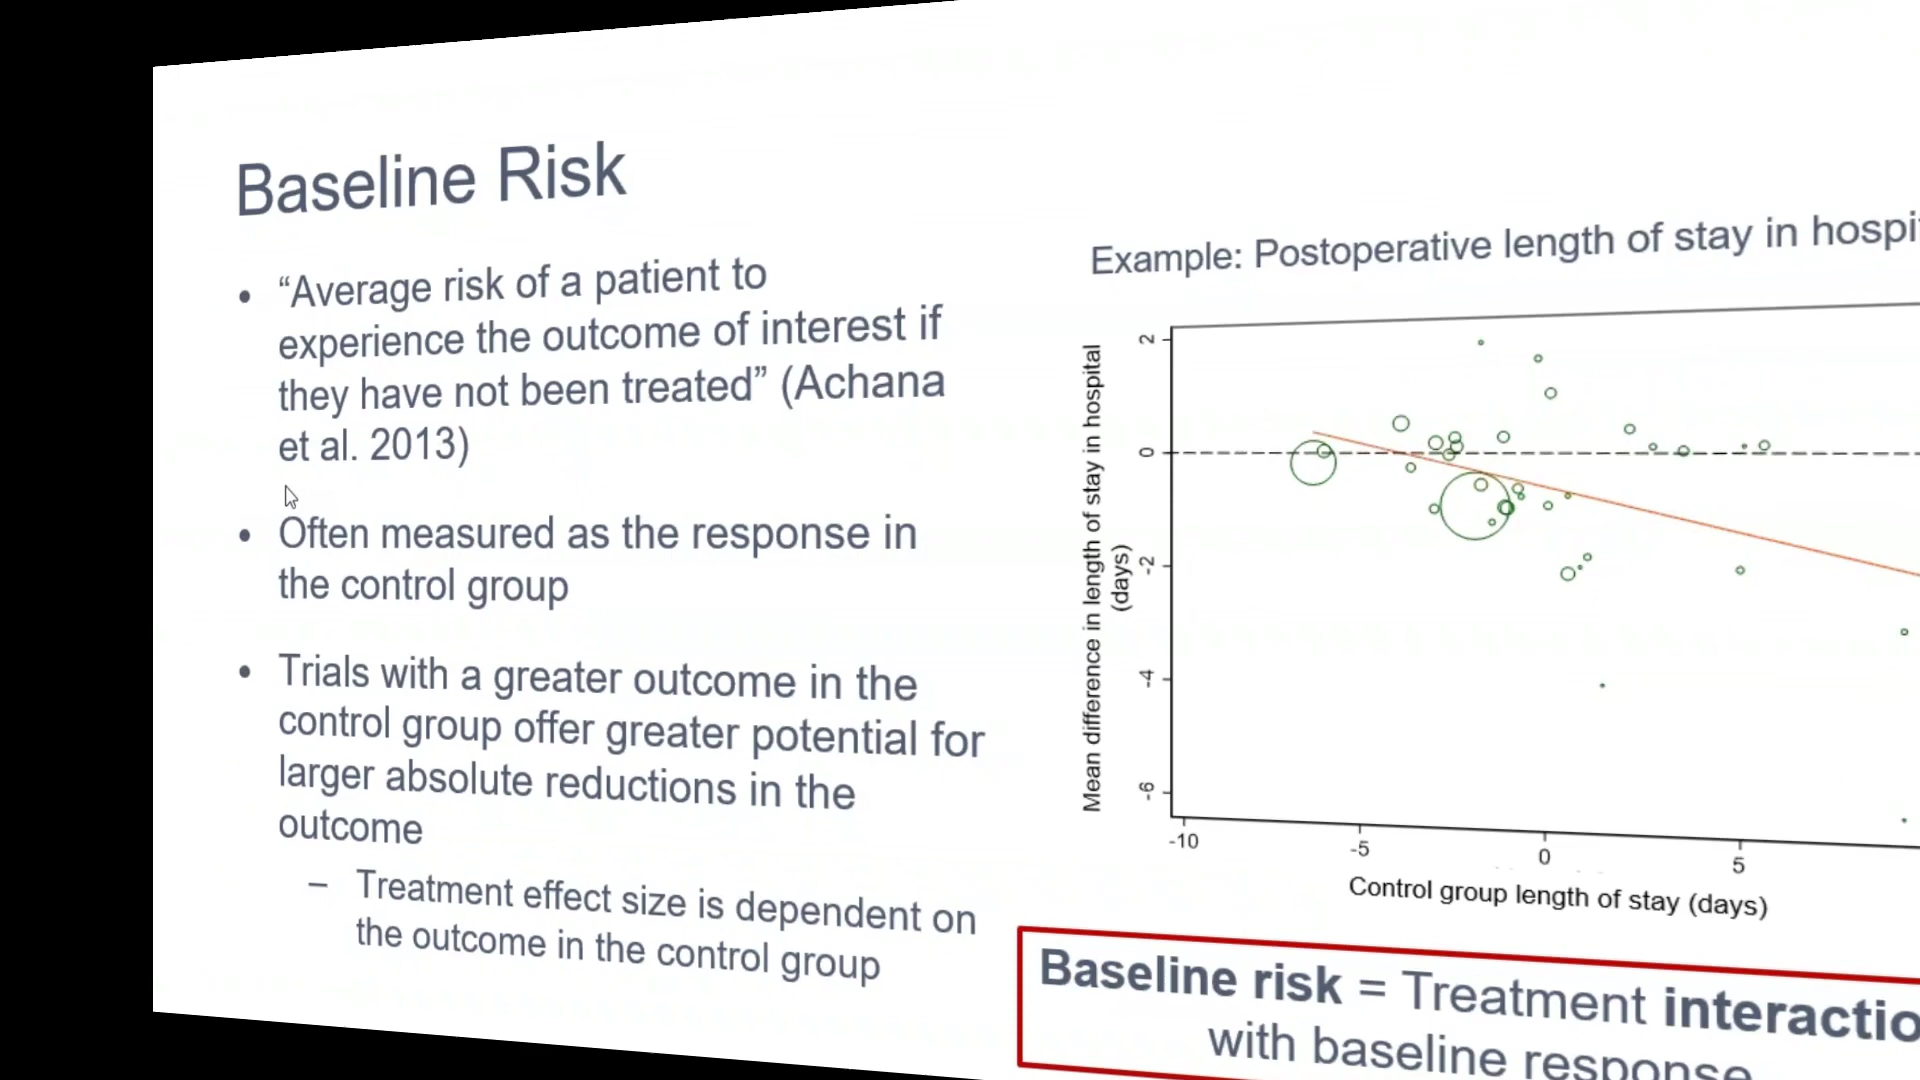 Baseline Risk
• “Average risk of a patient to
experience the outcome of interest if
they have not been treated” (Achana
et al. 2013)
• Often measured as the response in
the control group
• Trials with a greater outcome in the
control group offer greater potential for
larger absolute reductions in the
outcome
– Treatment effect size is dependent on
the outcome in the control group
Example: Postoperative length of stay in hospi
Mean difference in length of stay in hospital
(days)
2
0
-2
-4
-6
-10
-5
0
5
Control group length of stay (days)
Baseline risk = Treatment interactio
with baseline response